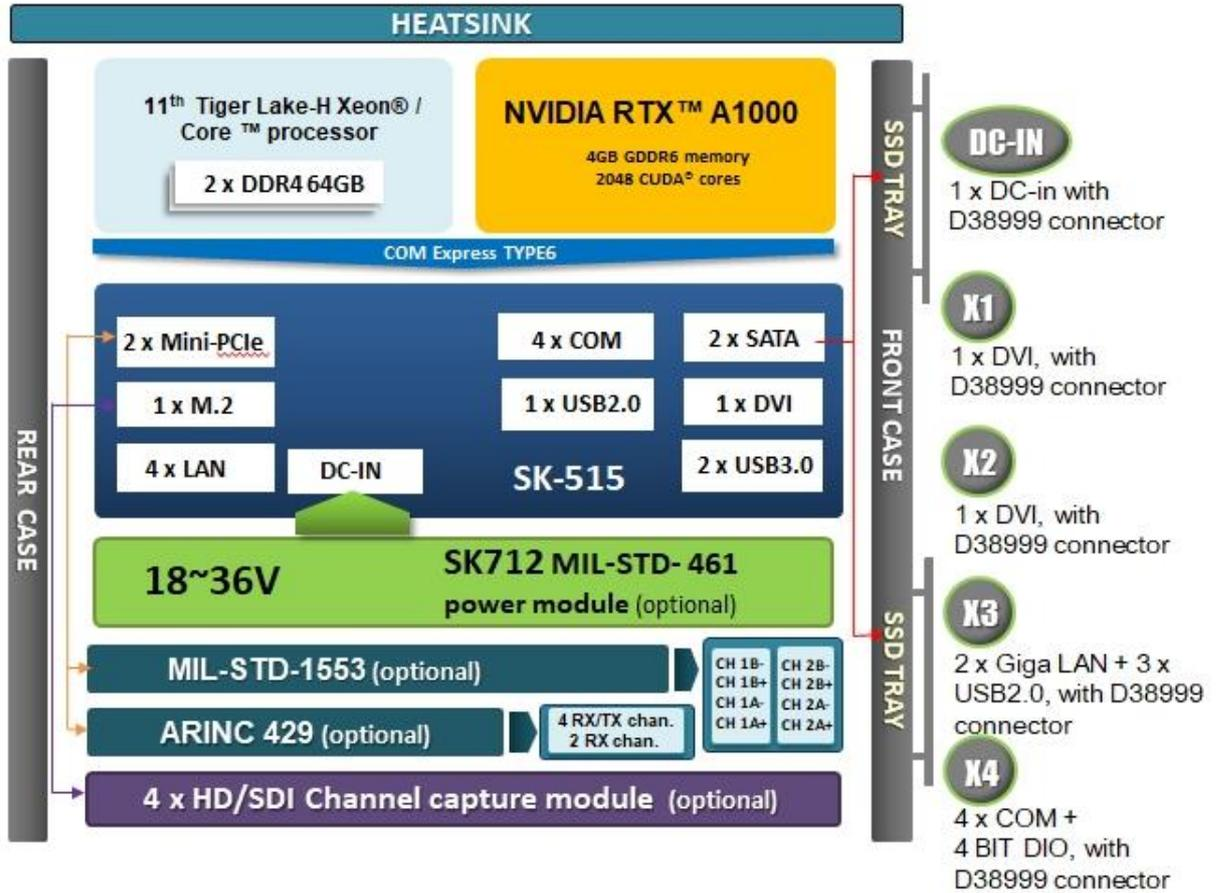 HEATSINK
REAR CASE
11th Tiger Lake-H Xeon® /
Core ™ processor
2 x DDR4 64GB
NVIDIA RTX™ A1000
4GB GDDR6 memory
2048 CUDA® cores
COM Express TYPE6
2 x Mini-PCIe
1 x M.2
4 x LAN
DC-IN
4 x COM
1 x USB2.0
SK-515
2 x SATA
1 x DVI
2 x USB3.0
18~36V
SK712 MIL-STD- 461
power module (optional)
MIL-STD-1553 (optional)
CH 1B-
CH 1B+
CH 1A-
CH 1A+
CH 2B-
CH 2B+
CH 2A-
CH 2A+
ARINC 429 (optional)
4 RX/TX chan.
2 RX chan.
4 x HD/SDI Channel capture module (optional)
SSD TRAY
FRONT CASE
SSD TRAY
DC-IN
1 x DC-in with
D38999 connector
X1
1 x DVI, with
D38999 connector
X2
1 x DVI, with
D38999 connector
X3
2 x Giga LAN + 3 x
USB2.0, with D38999
connector
X4
4 x COM +
4 BIT DIO, with
D38999 connector